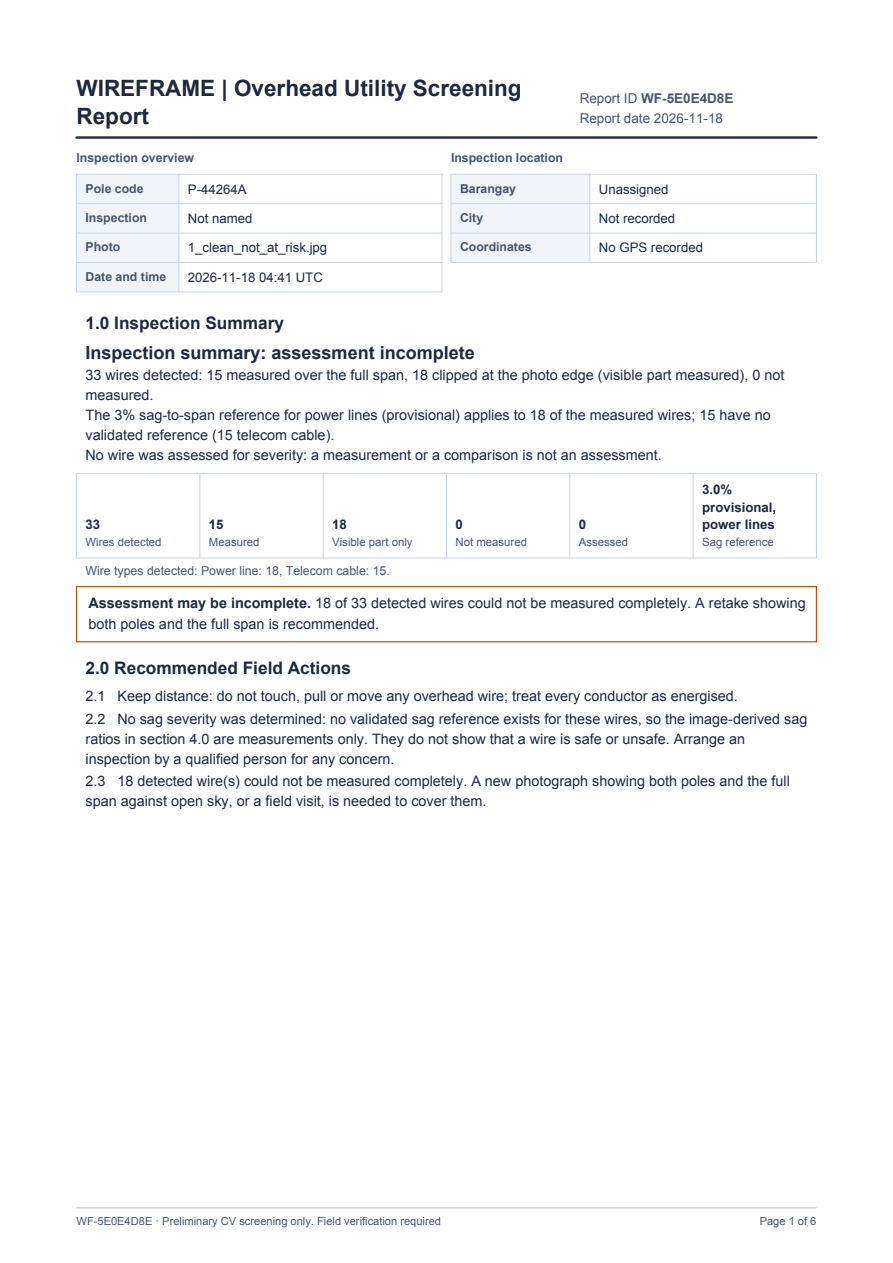 WIREFRAME | Overhead Utility Screening
Report
Report ID WF-5E0E4D8E
Report date 2026-11-18
Inspection overview
Pole code P-44264A
Inspection Not named
Photo 1_clean_not_at_risk.jpg
Date and time 2026-11-18 04:41 UTC
Inspection location
Barangay Unassigned
City Not recorded
Coordinates No GPS recorded
1.0 Inspection Summary
Inspection summary: assessment incomplete
33 wires detected: 15 measured over the full span, 18 clipped at the photo edge (visible part measured), 0 not
measured.
The 3% sag-to-span reference for power lines (provisional) applies to 18 of the measured wires; 15 have no
validated reference (15 telecom cable).
No wire was assessed for severity: a measurement or a comparison is not an assessment.
33
Wires detected
15
Measured
18
Visible part only
0
Not measured
0
Assessed
3.0%
provisional,
power lines
Sag reference
Wire types detected: Power line: 18, Telecom cable: 15.
Assessment may be incomplete. 18 of 33 detected wires could not be measured completely. A retake showing
both poles and the full span is recommended.
2.0 Recommended Field Actions
2.1 Keep distance: do not touch, pull or move any overhead wire; treat every conductor as energised.
2.2 No sag severity was determined: no validated sag reference exists for these wires, so the image-derived sag
ratios in section 4.0 are measurements only. They do not show that a wire is safe or unsafe. Arrange an
inspection by a qualified person for any concern.
2.3 18 detected wire(s) could not be measured completely. A new photograph showing both poles and the full
span against open sky, or a field visit, is needed to cover them.
WF-5E0E4D8E · Preliminary CV screening only. Field verification required
Page 1 of 6